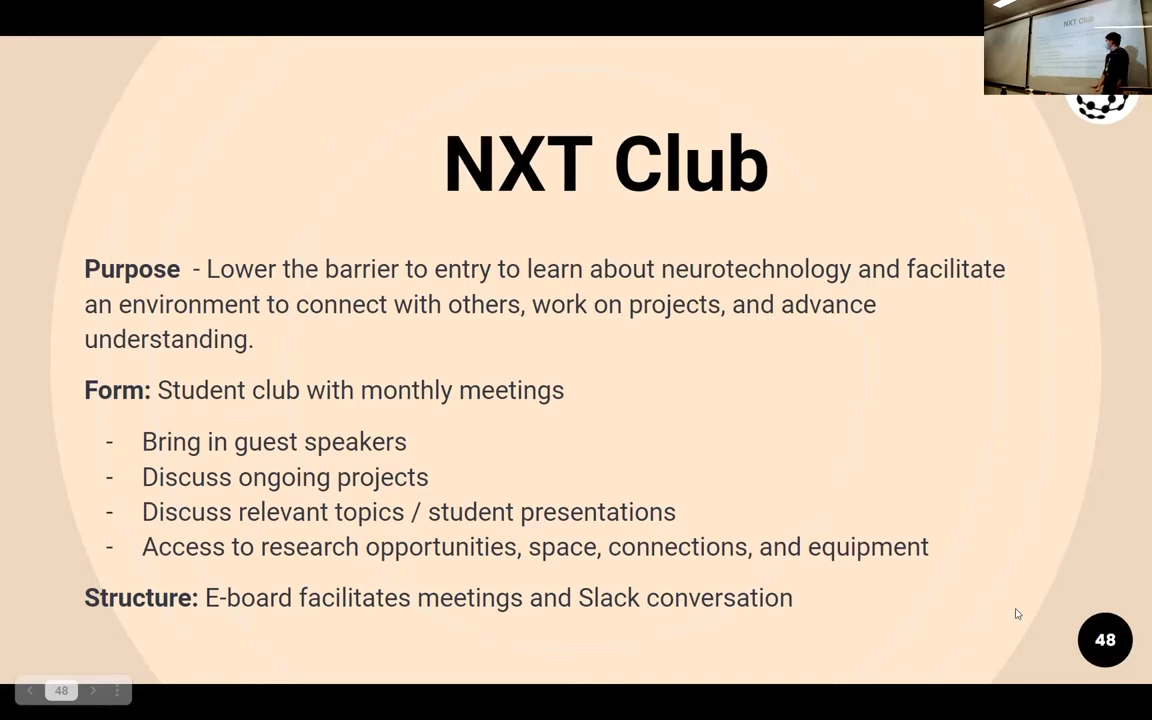 NXT Club
NXT Club
Purpose - Lower the barrier to entry to learn about neurotechnology and facilitate
an environment to connect with others, work on projects, and advance
understanding.
Form: Student club with monthly meetings
- Bring in guest speakers
- Discuss ongoing projects
- Discuss relevant topics / student presentations
- Access to research opportunities, space, connections, and equipment
Structure: E-board facilitates meetings and Slack conversation
48
48